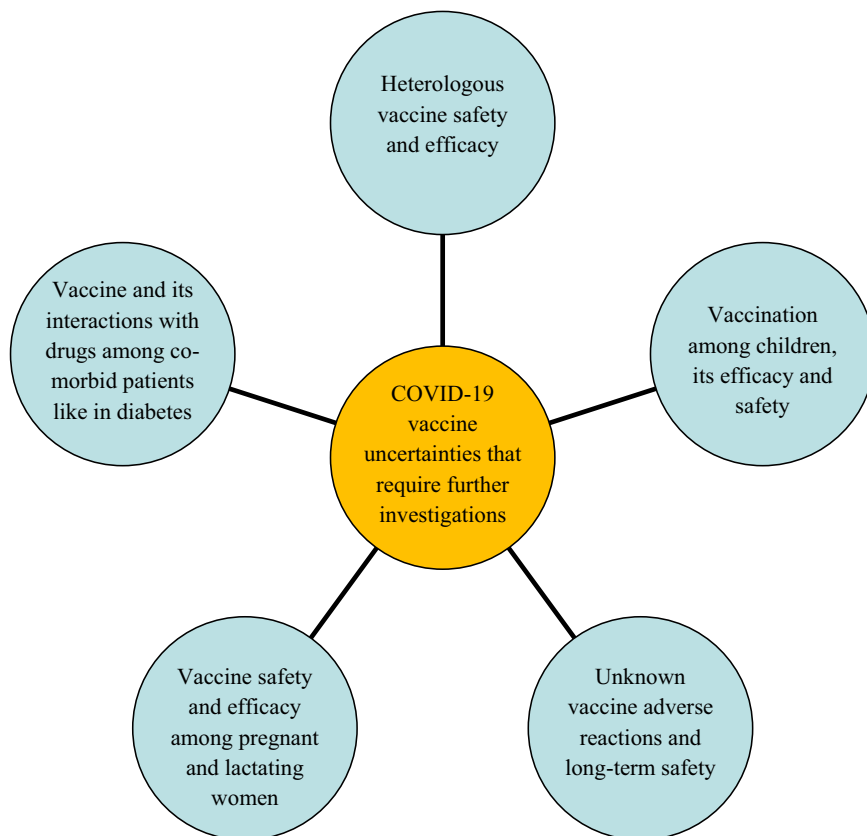 Heterologous
vaccine safety
and efficacy
Vaccine and its
interactions with
drugs among co-
morbid patients
like in diabetes
Vaccination
among children,
its efficacy and
safety
COVID-19
vaccine
uncertainties that
require further
investigations
Vaccine safety
and efficacy
among pregnant
and lactating
women
Unknown
vaccine adverse
reactions and
long-term safety